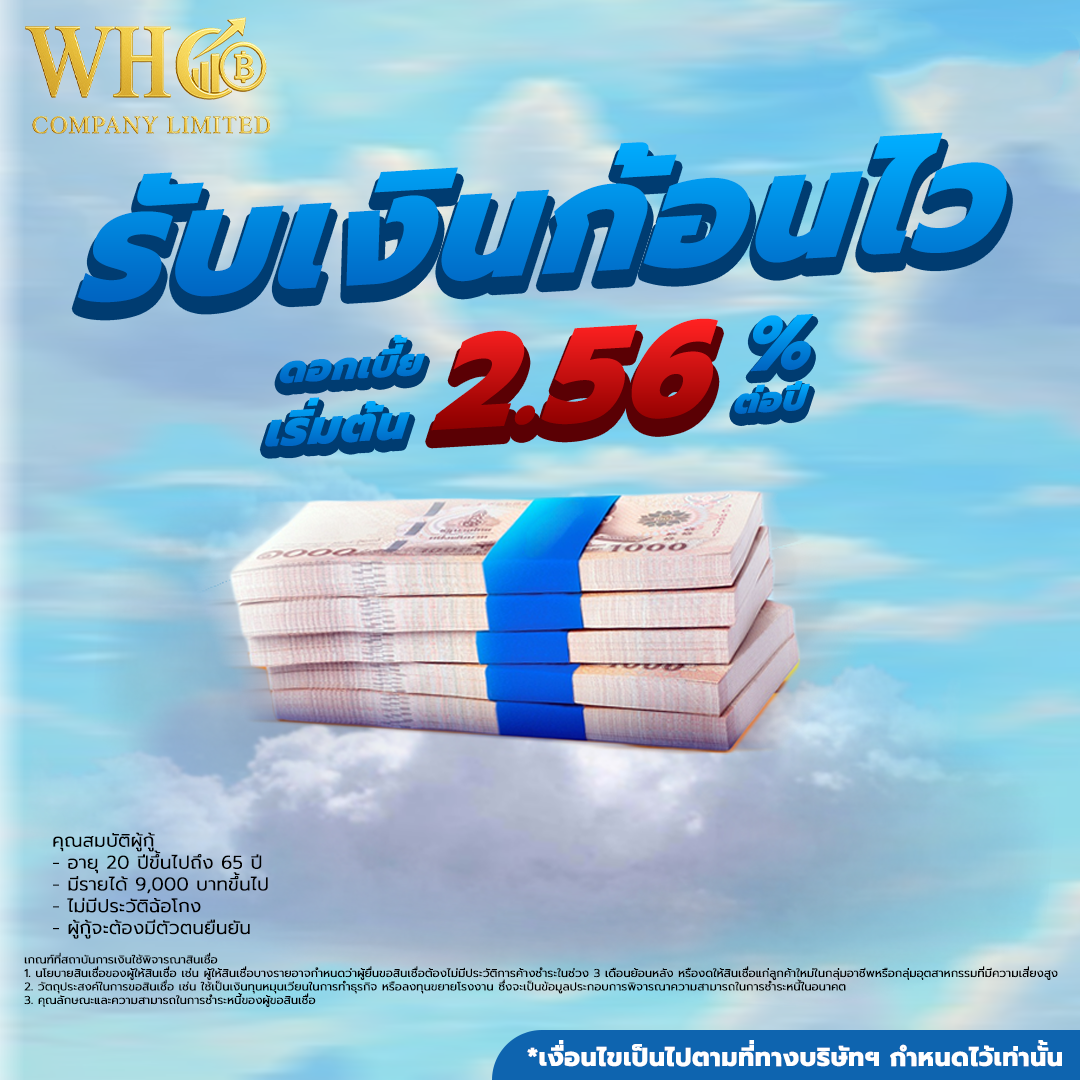 WHO
COMPANY LIMITED
รับเงินก้อนไว
ดอกเบี้ย
เริ่มต้น
2.56
%
ต่อปี
1000
1000
1000
คุณสมบัติผู้กู้
- อายุ 20 ปีขึ้นไปถึง 65 ปี
- มีรายได้ 9,000 บาทขึ้นไป
- ไม่มีประวัติฉ้อโกง
- ผู้กู้จะต้องมีตัวตนยืนยัน
เกณฑ์ที่สถาบันการเงินใช้พิจารณาสินเชื่อ
1. นโยบายสินเชื่อของผู้ให้สินเชื่อ เช่น ผู้ให้สินเชื่อบางรายอาจกำหนดว่าผู้ยื่นขอสินเชื่อต้องไม่มีประวัติการค้างชำระในช่วง 3 เดือนย้อนหลัง หรืองดให้สินเชื่อแก่ลูกค้าใหม่ในกลุ่มอาชีพหรือกลุ่มอุตสาหกรรมที่มีความเสี่ยงสูง
2. วัตถุประสงค์ในการขอสินเชื่อ เช่น ใช้เป็นเงินทุนหมุนเวียนในการทำธุรกิจ หรือลงทุนขยายโรงงาน ซึ่งจะเป็นข้อมูลประกอบการพิจารณาความสามารถในการชำระหนี้ในอนาคต
3. คุณลักษณะและความสามารถในการชำระหนี้ของผู้ขอสินเชื่อ
*เงื่อนไขเป็นไปตามที่ทางบริษัทฯ กำหนดไว้เท่านั้น